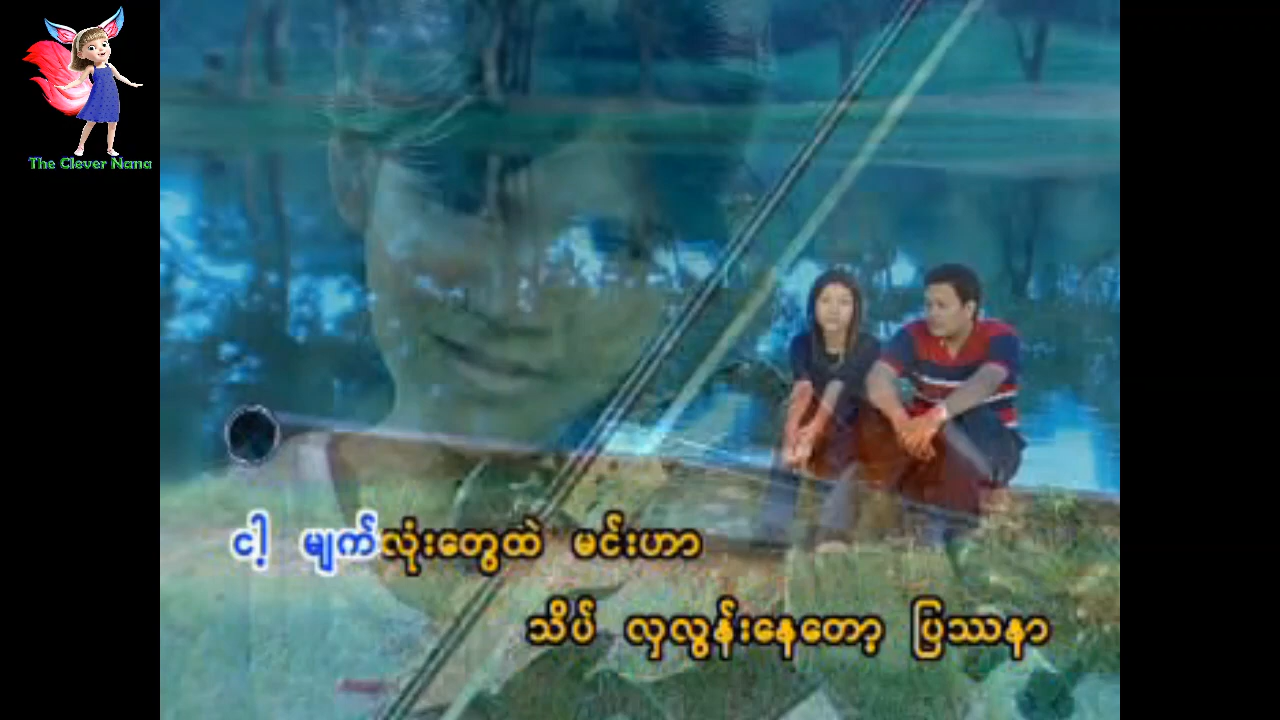 The Clever Nana
ငါ့ မျက်လုံးတွေထဲ မင်းဟာ
သိပ် လှလွန်းနေတော့ ပြဿနာ